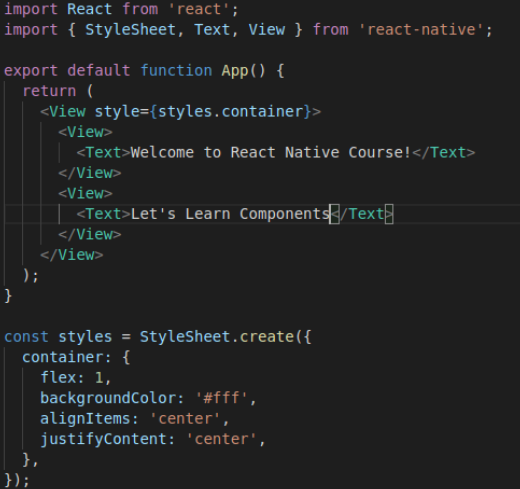 import React from 'react';
import { StyleSheet, Text, View } from 'react-native';

export default function App() {
  return (
    <View style={styles.container}>
      <View>
        <Text>Welcome to React Native Course!</Text>
      </View>
      <View>
        <Text>Let's Learn Components</Text>
      </View>
    </View>
  );
}

const styles = StyleSheet.create({
  container: {
    flex: 1,
    backgroundColor: '#fff',
    alignItems: 'center',
    justifyContent: 'center',
  },
});